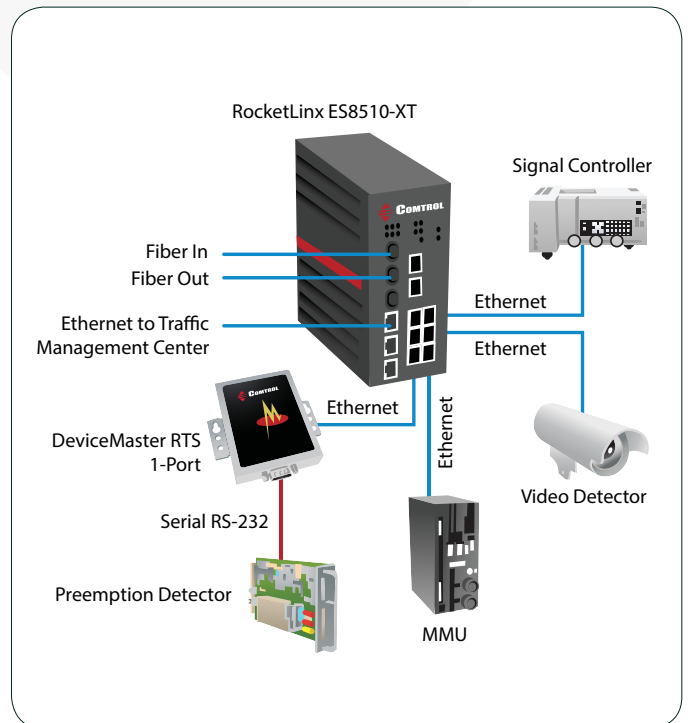 RocketLinx ES8510-XT
Signal Controller
COMTROL
Fiber In
Fiber Out
Ethernet
Ethernet to Traffic
Management Center
Ethernet
COMTROL
Ethernet
Ethernet
DeviceMaster RTS
1-Port
Video Detector
Serial RS-232
Preemption Detector
MMU